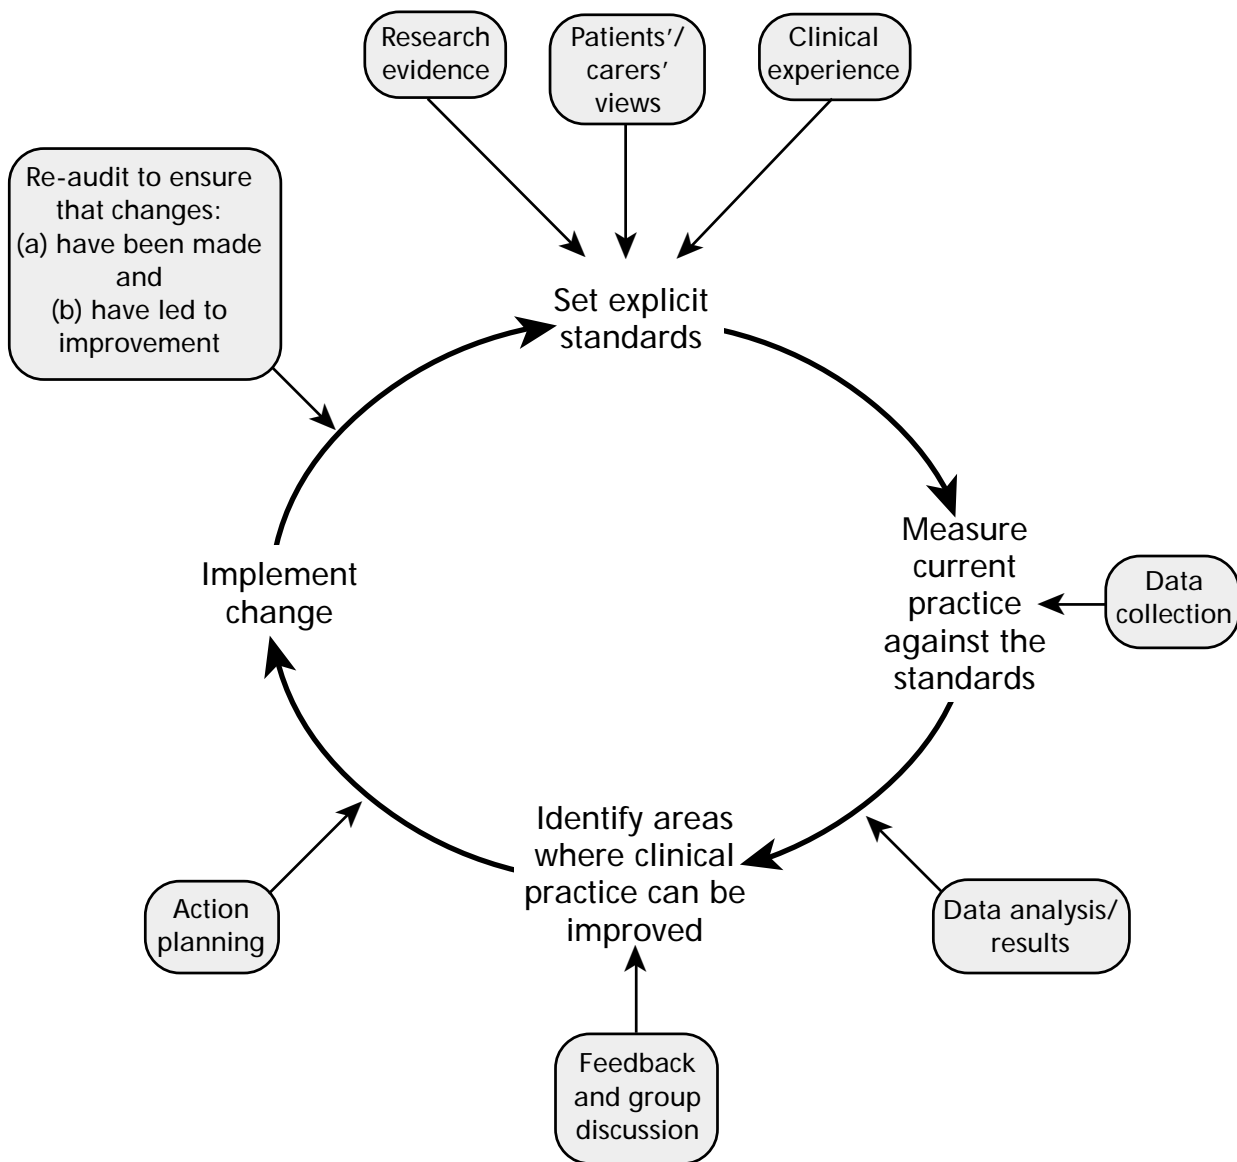 Research
evidence
Patients’/
carers’
views
Clinical
experience
Re-audit to ensure
that changes:
(a) have been made
and
(b) have led to
improvement
Set explicit
standards
Measure
current
practice
against the
standards
Data
collection
Implement
change
Identify areas
where clinical
practice can be
improved
Action
planning
Data analysis/
results
Feedback
and group
discussion